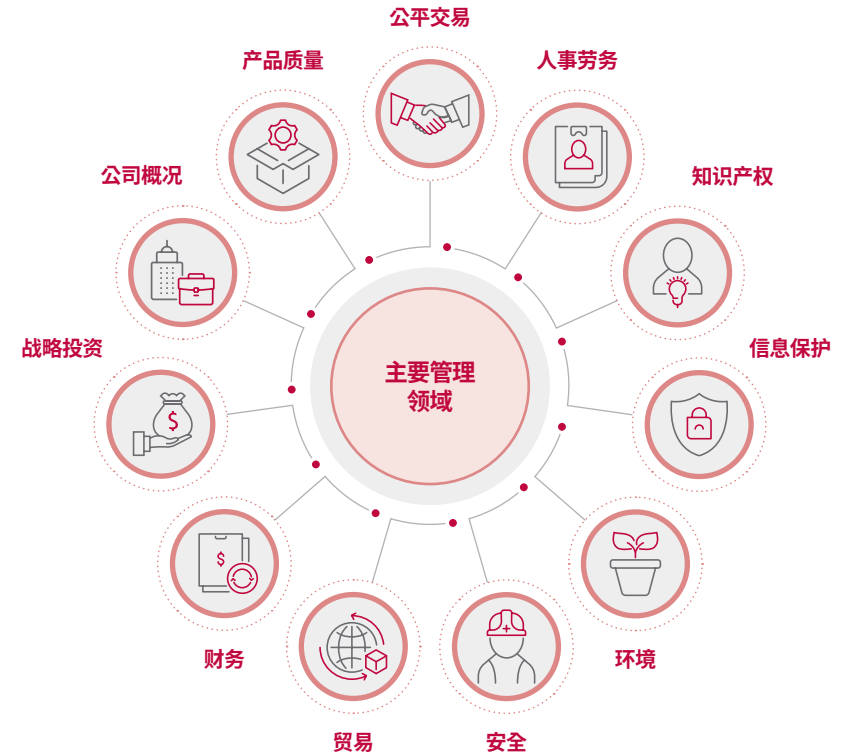 公平交易
产品质量
人事劳务
公司概况
知识产权
战略投资
信息保护
主要管理
领域
$
$
财务
环境
贸易
安全